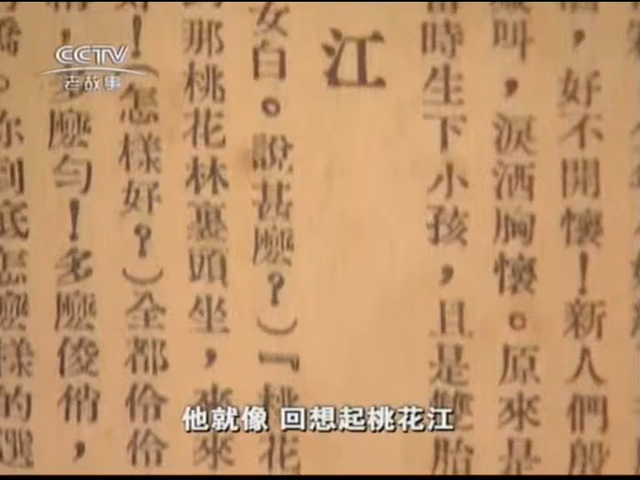 CCTV
老故事
，好不開懷！新人們殷
叫，淚洒胸懷。原來是
時生下小孩，且是雙胎
江
女白。說甚麼？）『桃花
到那桃花林裏頭坐，來來
！（怎樣好？）全都伶伶
，多麼勻！多麼俊俏，
。你到底怎麼樣的選
他就像 回想起桃花江